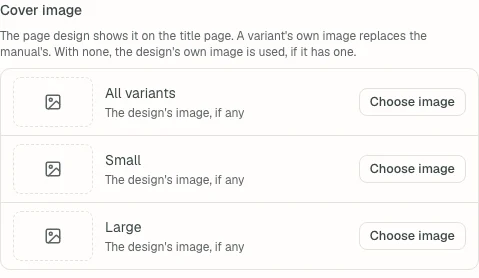 Cover image
The page design shows it on the title page. A variant's own image replaces the
manual's. With none, the design's own image is used, if it has one.
All variants
The design's image, if any
Choose image
Small
The design's image, if any
Choose image
Large
The design's image, if any
Choose image